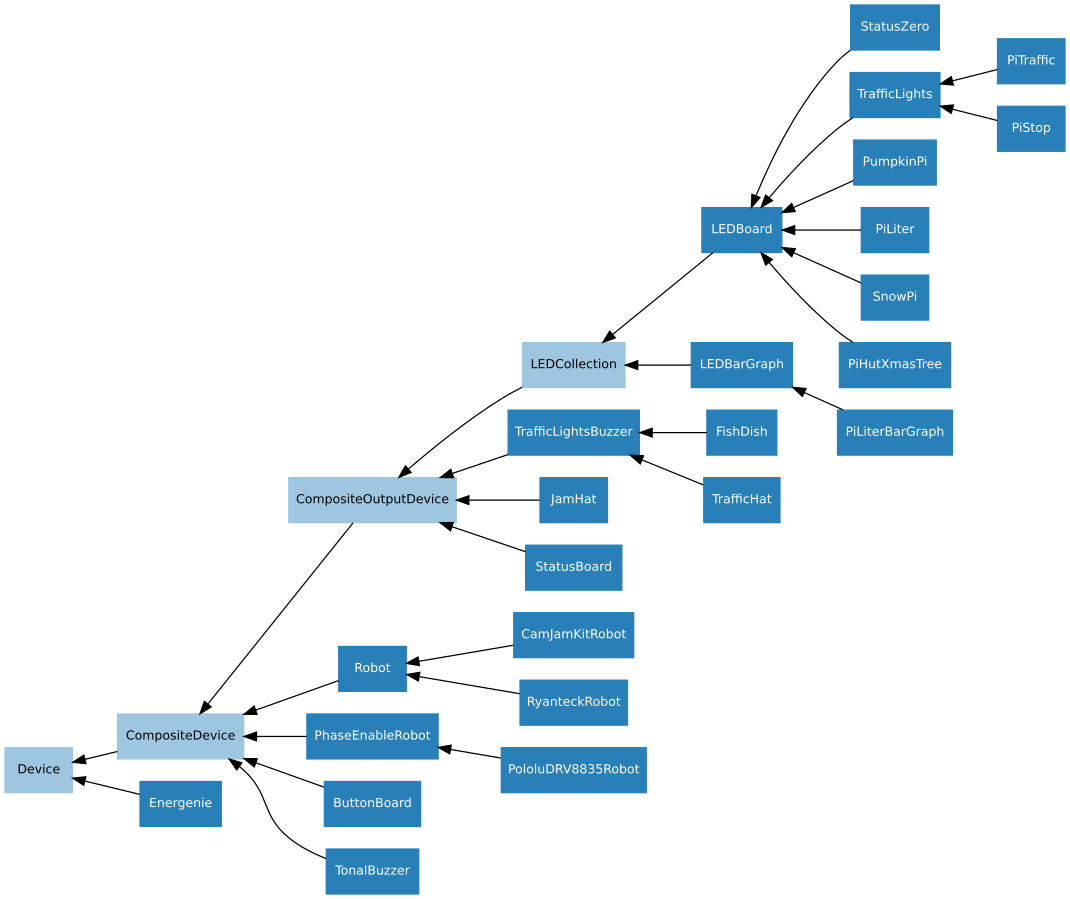 StatusZero
PiTraffic
TrafficLights
PiStop
PumpkinPi
LEDBoard
PiLiter
SnowPi
LEDCollection
LEDBarGraph
PiHutXmasTree
TrafficLightsBuzzer
FishDish
PiLiterBarGraph
CompositeOutputDevice
JamHat
TrafficHat
StatusBoard
CamJamKitRobot
Robot
RyanteckRobot
CompositeDevice
PhaseEnableRobot
Device
PololuDRV8835Robot
Energenie
ButtonBoard
TonalBuzzer